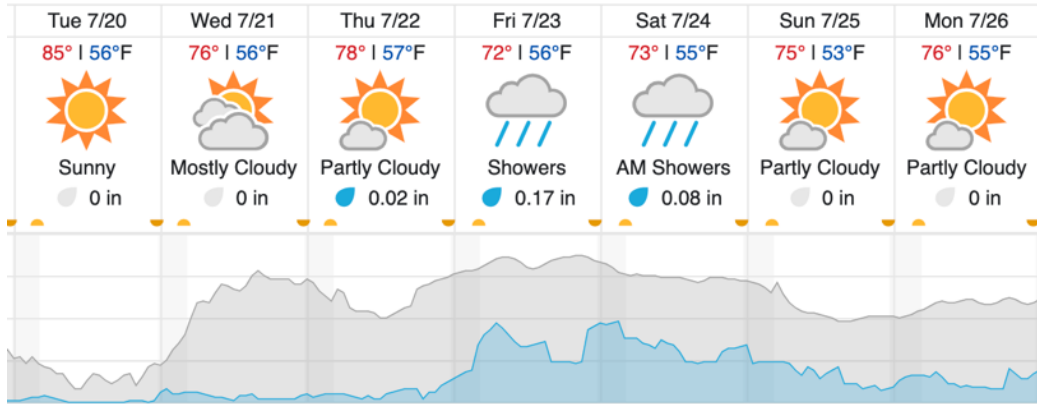 Tue 7/20 Wed 7/21 Thu 7/22 Fri 7/23 Sat 7/24 Sun 7/25 Mon 7/26
85° | 56°F 76° | 56°F 78° | 57°F 72° | 56°F 73° | 55°F 75° | 53°F 76° | 55°F
Sunny Mostly Cloudy Partly Cloudy Showers AM Showers Partly Cloudy Partly Cloudy
0 in 0 in 0.02 in 0.17 in 0.08 in 0 in 0 in